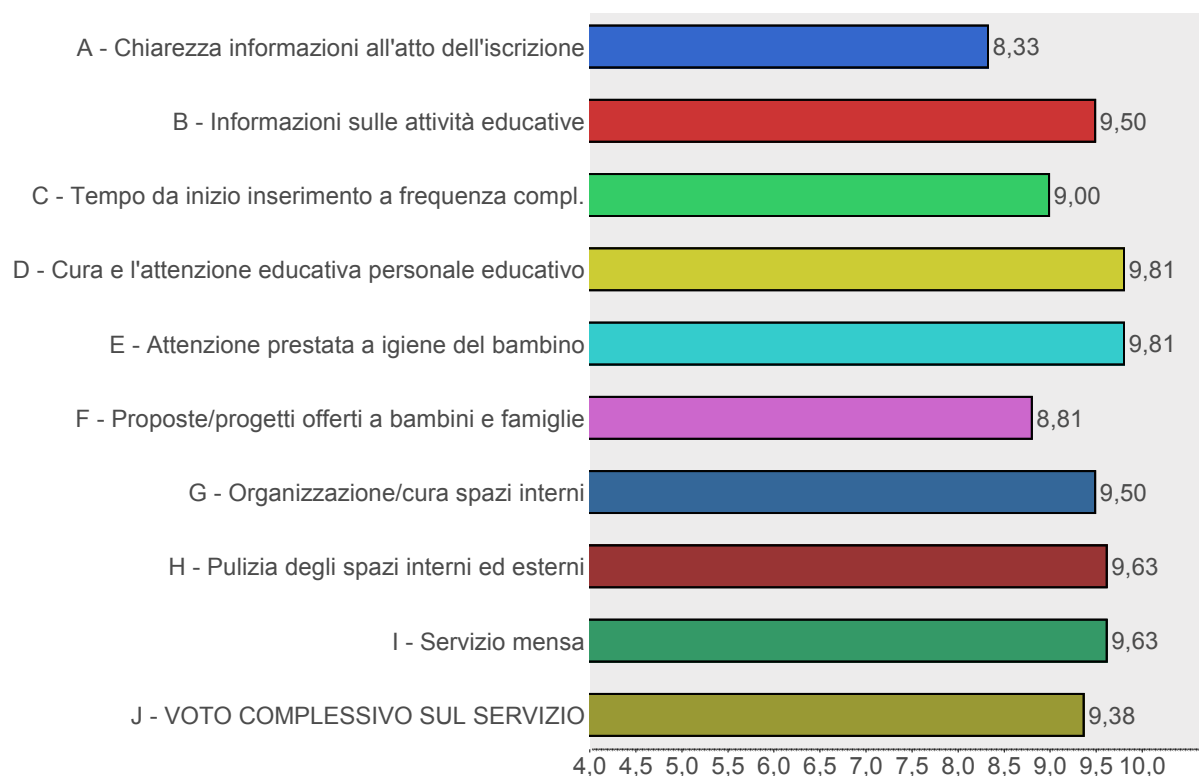 A - Chiarezza informazioni all'atto dell'iscrizione 8,33
B - Informazioni sulle attività educative 9,50
C - Tempo da inizio inserimento a frequenza compl. 9,00
D - Cura e l'attenzione educativa personale educativo 9,81
E - Attenzione prestata a igiene del bambino 9,81
F - Proposte/progetti offerti a bambini e famiglie 8,81
G - Organizzazione/cura spazi interni 9,50
H - Pulizia degli spazi interni ed esterni 9,63
I - Servizio mensa 9,63
J - VOTO COMPLESSIVO SUL SERVIZIO 9,38
4,0 4,5 5,0 5,5 6,0 6,5 7,0 7,5 8,0 8,5 9,0 9,5 10,0